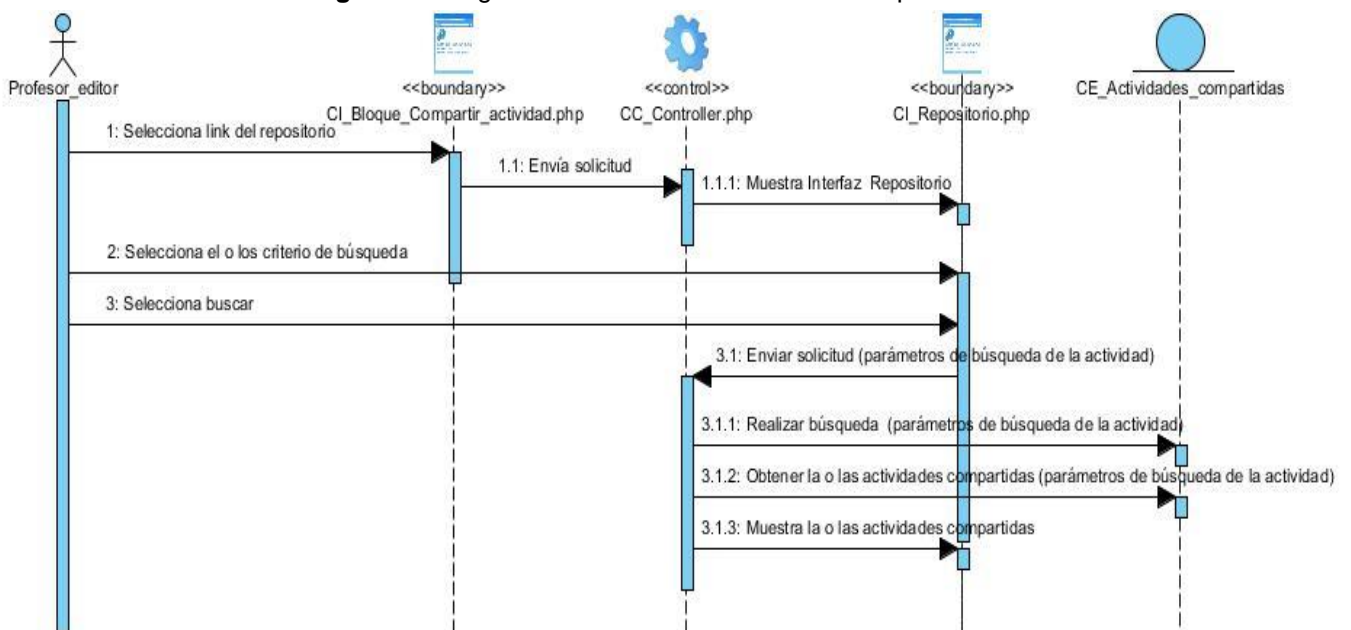 Profesor_editor
<<boundary>>
CI_Bloque_Compartir_actividad.php
<<control>>
CC_Controller.php
<<boundary>>
CI_Repositorio.php
CE_Actividades_compartidas
1: Selecciona link del repositorio
1.1: Envía solicitud
1.1.1: Muestra Interfaz Repositorio
2: Selecciona el o los criterio de búsqueda
3: Selecciona buscar
3.1: Enviar solicitud (parámetros de búsqueda de la actividad)
3.1.1: Realizar búsqueda (parámetros de búsqueda de la actividad)
3.1.2: Obtener la o las actividades compartidas (parámetros de búsqueda de la actividad)
3.1.3: Muestra la o las actividades compartidas